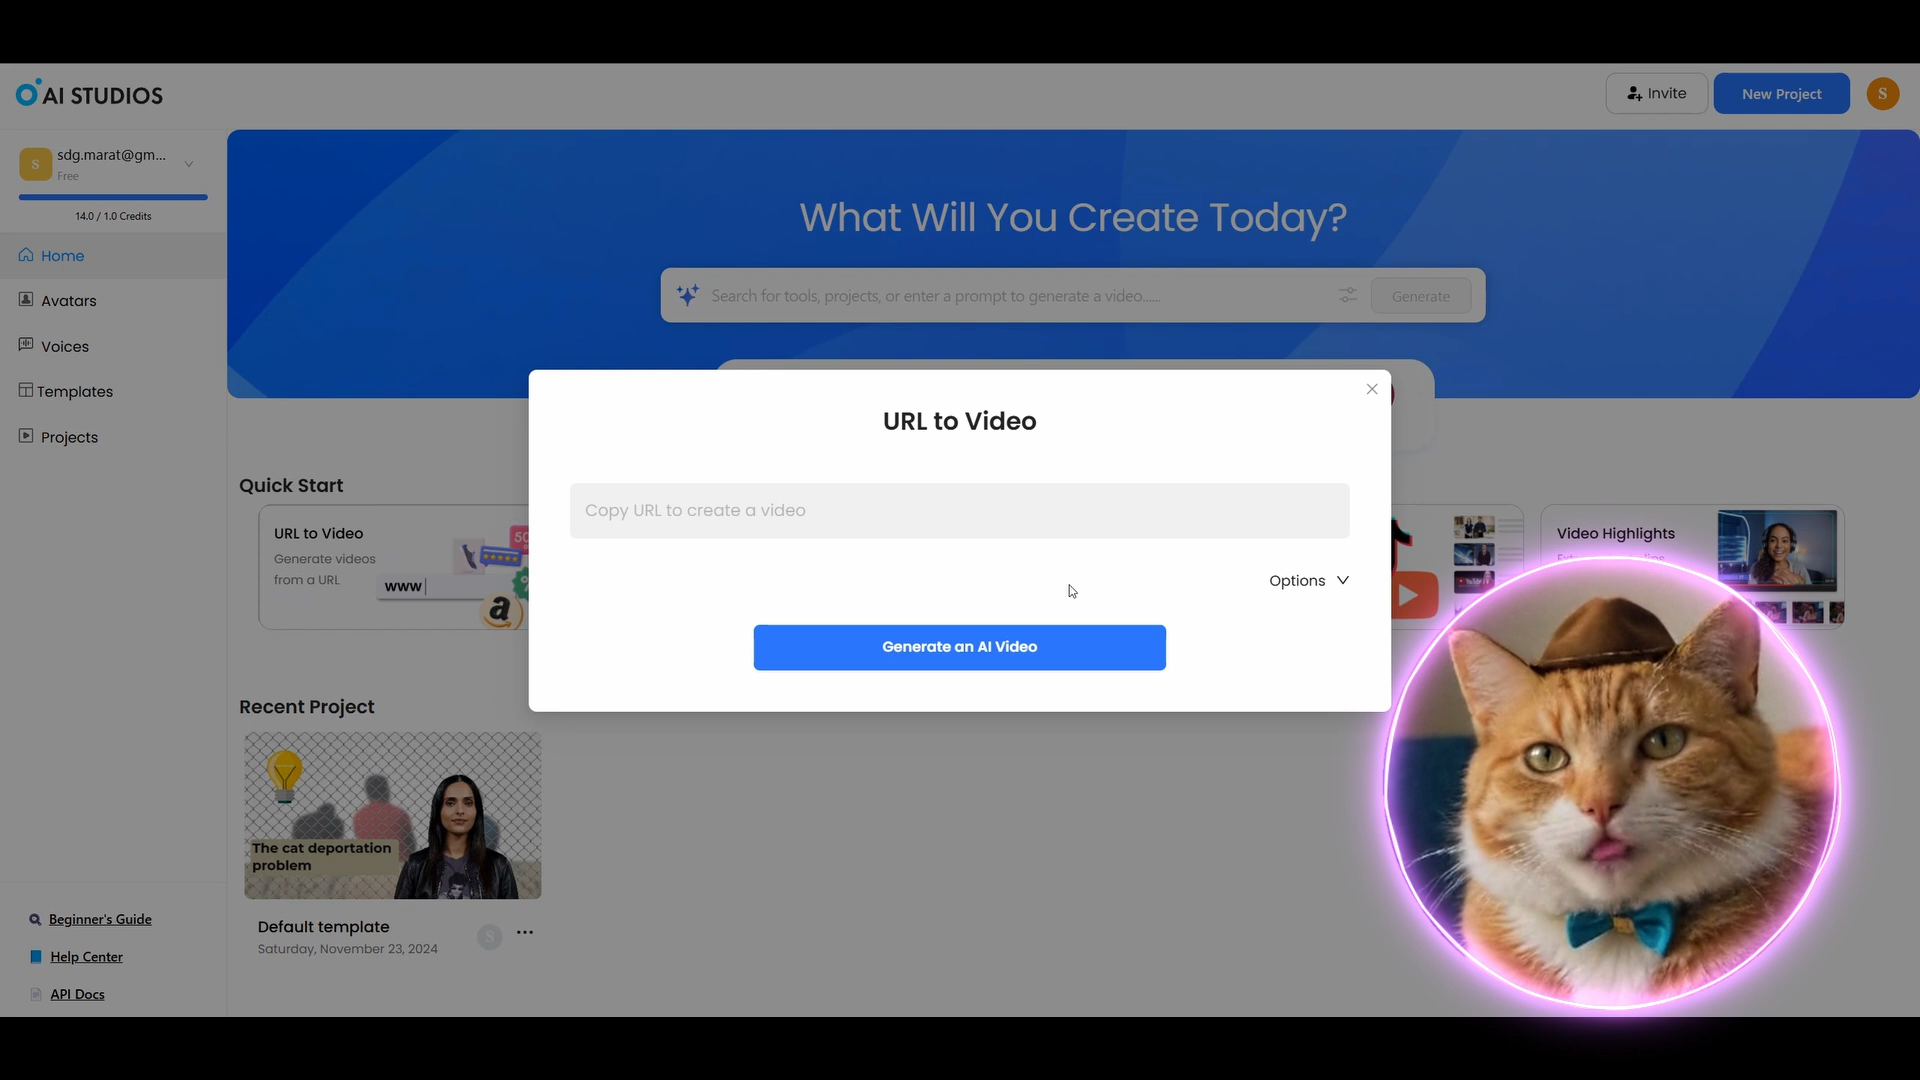 AI STUDIOS
Invite
New Project
S
S
sdg.marat@gm...
Free
14.0 / 1.0 Credits
Home
Avatars
Voices
Templates
Projects
What Will You Create Today?
Search for tools, projects, or enter a prompt to generate a video......
Generate
URL to Video
Copy URL to create a video
Options
Generate an AI Video
Quick Start
URL to Video
Generate videos
from a URL
www
a
50
Video Highlights
Recent Project
The cat deportation
problem
Default template
Saturday, November 23, 2024
S
...
Beginner's Guide
Help Center
API Docs